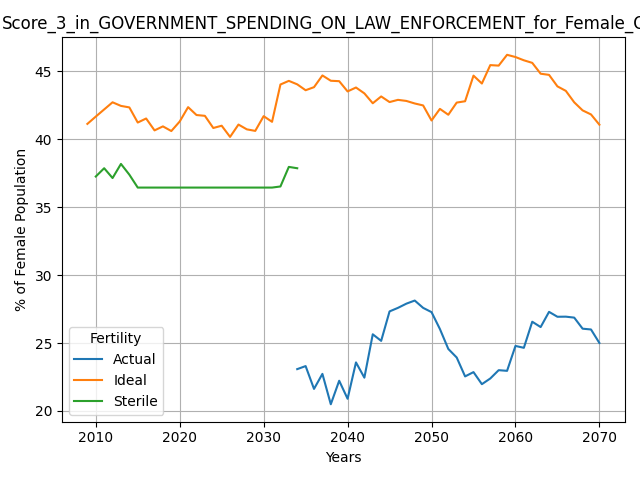 Score_3_in_GOVERNMENT_SPENDING_ON_LAW_ENFORCEMENT_for_Female_
% of Female Population
45
40
35
30
25
20
Fertility
Actual
Ideal
Sterile
2010 2020 2030 2040 2050 2060 2070
Years